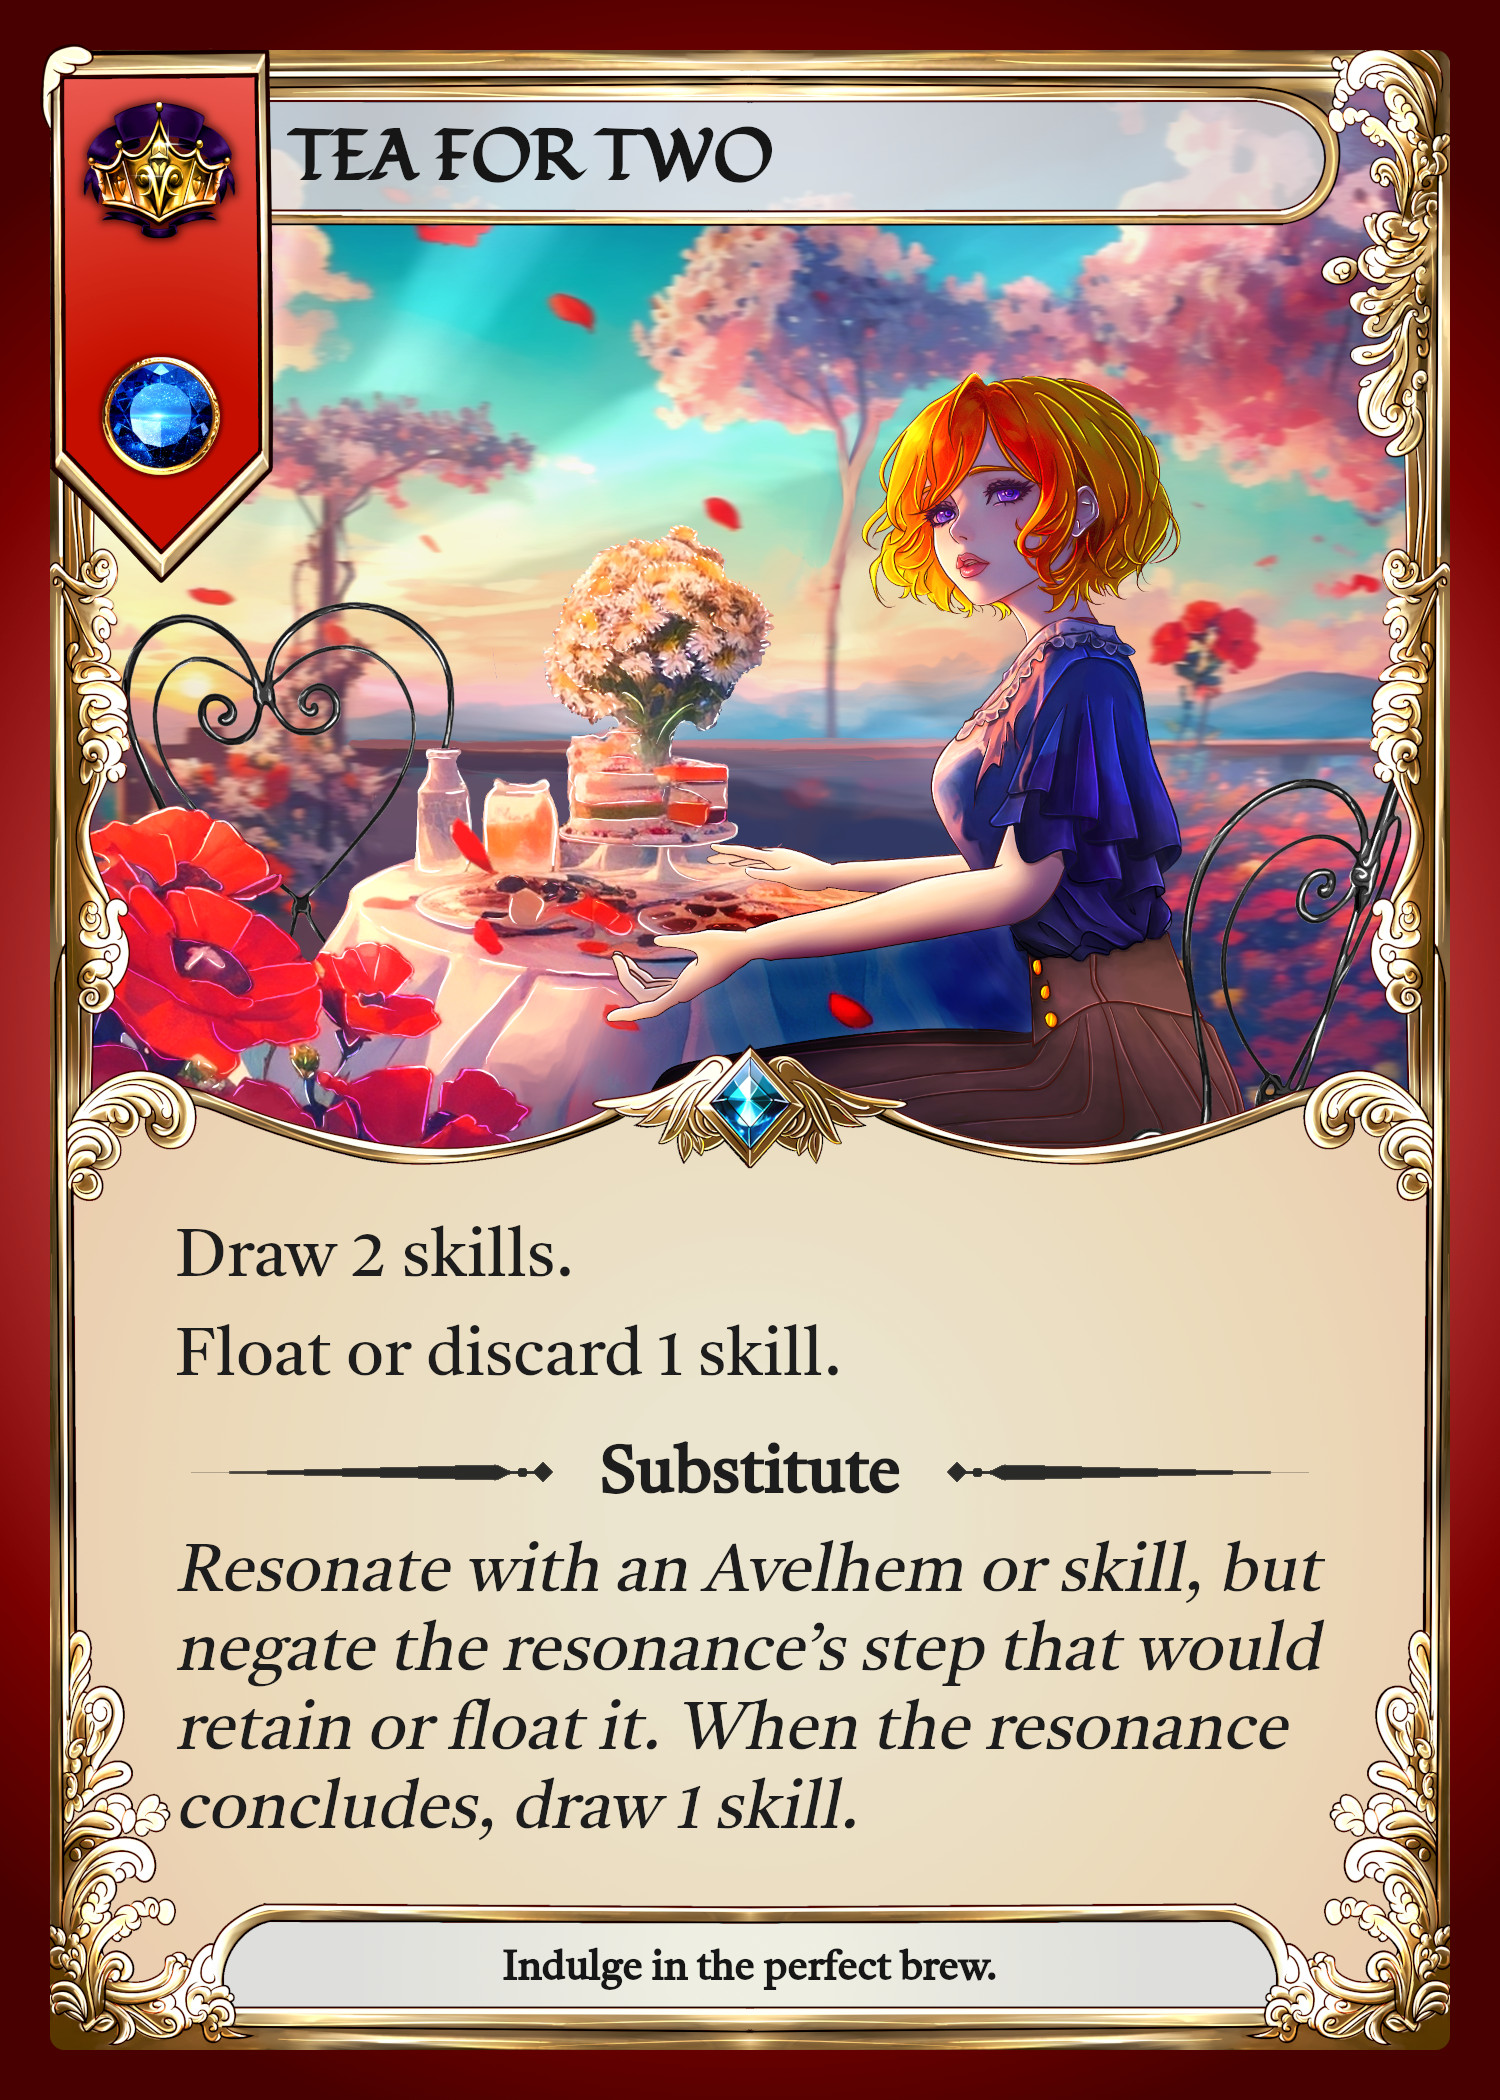 TEA FOR TWO
Draw 2 skills.
Float or discard 1 skill.
Substitute
Resonate with an Avelhem or skill, but
negate the resonance’s step that would
retain or float it. When the resonance
concludes, draw 1 skill.
Indulge in the perfect brew.